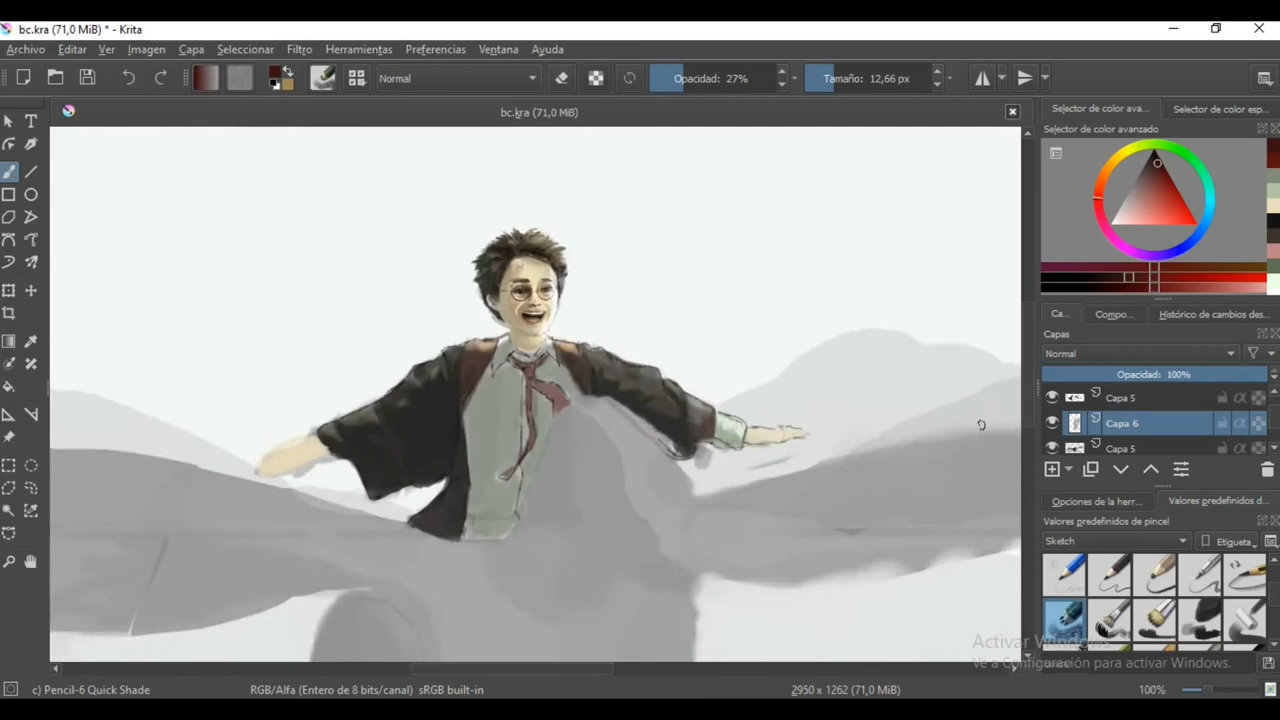 bc.kra (71,0 MiB) * - Krita
Archivo Editar Ver Imagen Capa Seleccionar Filtro Herramientas Preferencias Ventana Ayuda
Normal Opacidad: 27% Tamaño: 12,66 px
bc.kra (71,0 MiB)
Selector de color ava... Selector de color esp...
Selector de color avanzado
Ca... Compo... Histórico de cambios des...
Capas
Normal
Opacidad: 100%
Capa 5
Capa 6
Capa 5
Opciones de la herr... Valores predefinidos d...
Valores predefinidos de pincel
Sketch Etiqueta
Activar Windows
Ve a Configuración para activar Windows.
c) Pencil-6 Quick Shade RGB/Alfa (Entero de 8 bits/canal) sRGB built-in 2950 x 1262 (71,0 MiB) 100%